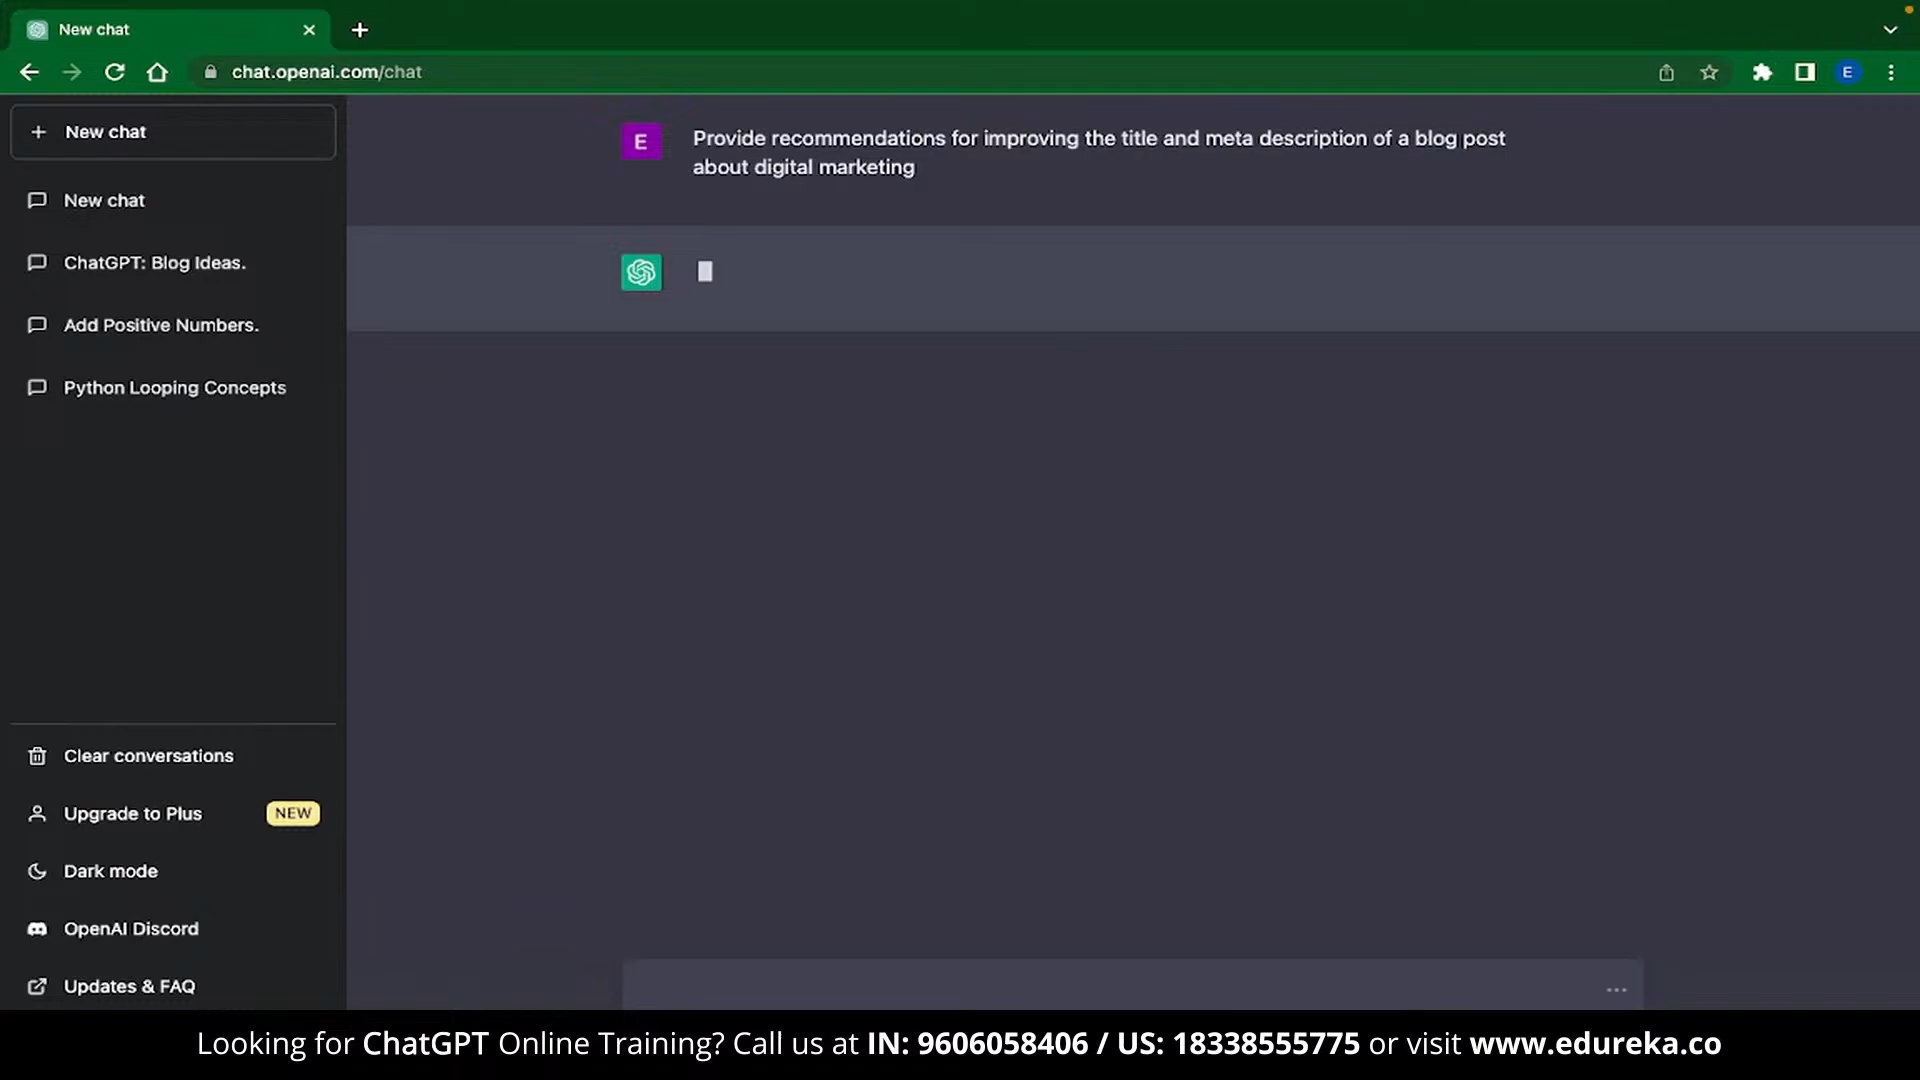 New chat
chat.openai.com/chat
E
New chat
New chat
ChatGPT: Blog Ideas.
Add Positive Numbers.
Python Looping Concepts
Clear conversations
Upgrade to Plus NEW
Dark mode
OpenAI Discord
Updates & FAQ
E
Provide recommendations for improving the title and meta description of a blog post
about digital marketing
Looking for ChatGPT Online Training? Call us at IN: 9606058406 / US: 18338555775 or visit www.edureka.co